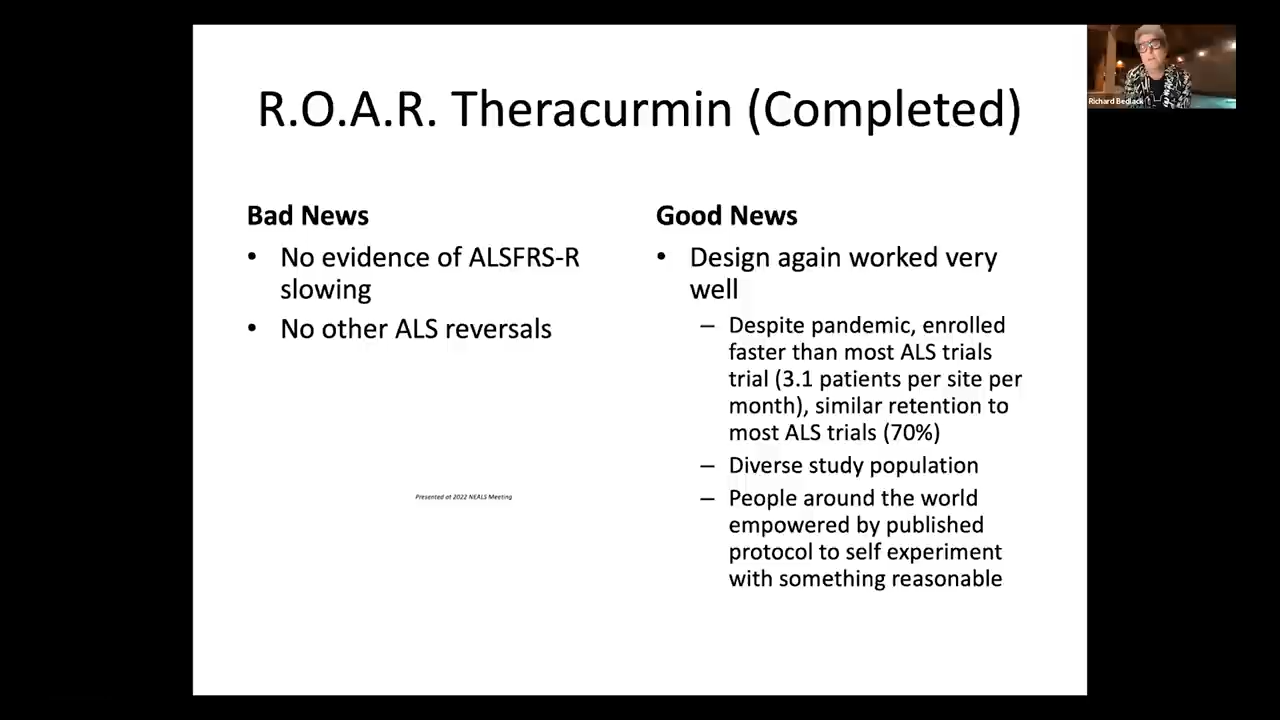 R.O.A.R. Theracurmin (Completed)
Bad News
• No evidence of ALSFRS-R
slowing
• No other ALS reversals
Presented at 2022 NEALS Meeting
Good News
• Design again worked very
well
– Despite pandemic, enrolled
faster than most ALS trials
trial (3.1 patients per site per
month), similar retention to
most ALS trials (70%)
– Diverse study population
– People around the world
empowered by published
protocol to self experiment
with something reasonable
Richard Bedlack